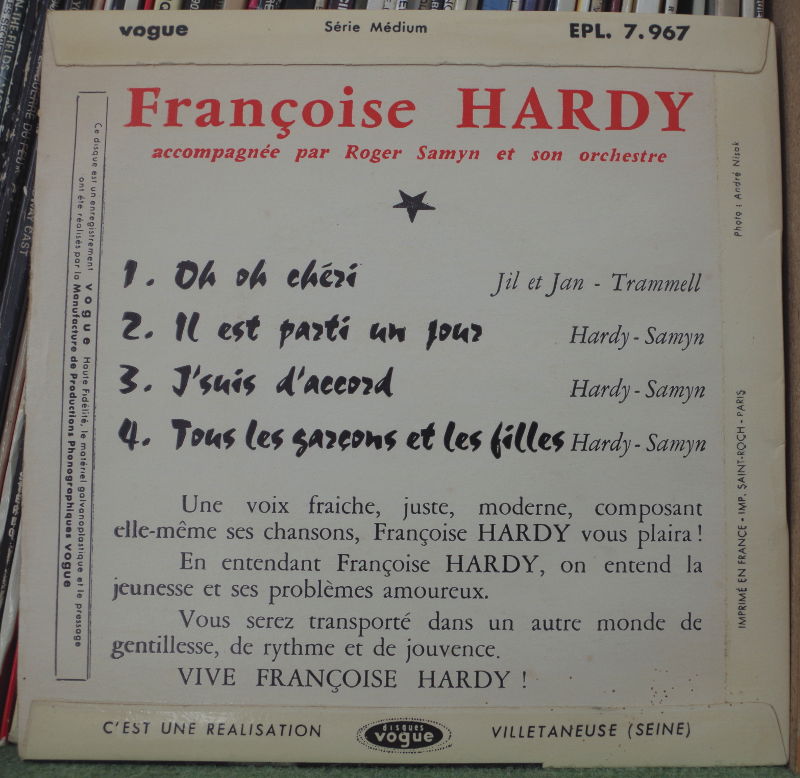 vogue Série Médium EPL. 7.967
Françoise HARDY
accompagnée par Roger Samyn et son orchestre
1. Oh oh chéri Jil et Jan - Trammell
2. Il est parti un jour Hardy - Samyn
3. J'suis d'accord Hardy - Samyn
4. Tous les garçons et les filles Hardy - Samyn
Une voix fraiche, juste, moderne, composant
elle-même ses chansons, Françoise HARDY vous plaira !
En entendant Françoise HARDY, on entend la
jeunesse et ses problèmes amoureux.
Vous serez transporté dans un autre monde de
gentillesse, de rythme et de jouvence.
VIVE FRANÇOISE HARDY !
Ce disque est un enregistrement vogue Haute Fidélité, le matériel galvanoplastique et le pressage
ont été réalisés par la Manufacture de Productions Phonographiques vogue
Photo : André Nisak
IMPRIMÉ EN FRANCE • IMP. SAINT-ROCH - PARIS
C'EST UNE REALISATION disques vogue VILLETANEUSE (SEINE)